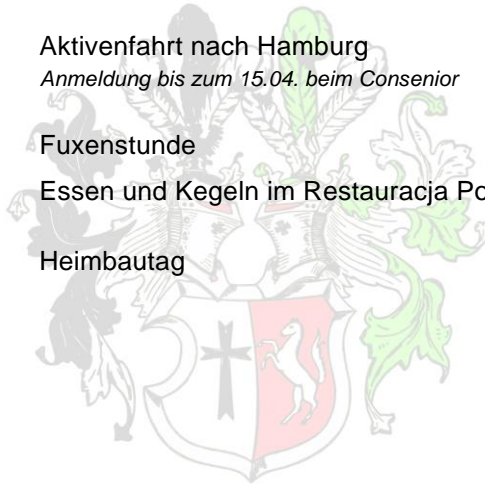 Aktivenfahrt nach Hamburg
Anmeldung bis zum 15.04. beim Consenior
Fuxenstunde
Essen und Kegeln im Restauracja Po
Heimbautag